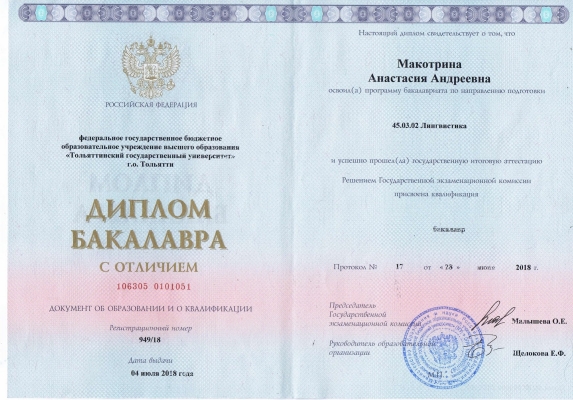 РОССИЙСКАЯ ФЕДЕРАЦИЯ
федеральное государственное бюджетное
образовательное учреждение высшего образования
«Тольяттинский государственный университет»
г.о. Тольятти
ДИПЛОМ
БАКАЛАВРА
С ОТЛИЧИЕМ
106305 0101051
ДОКУМЕНТ ОБ ОБРАЗОВАНИИ И О КВАЛИФИКАЦИИ
Регистрационный номер
949/18
Дата выдачи
04 июля 2018 года
Настоящий диплом свидетельствует о том, что
Макотрина
Анастасия Андреевна
освоил(а) программу бакалавриата по направлению подготовки
45.03.02 Лингвистика
и успешно прошел(ла) государственную итоговую аттестацию
Решением Государственной экзаменационной комиссии
присвоена квалификация
бакалавр
Протокол № 17 от « » июня 2018 г.
Председатель
Государственной
экзаменационной комиссии
Малышева О.Е.
Руководитель образовательной
организации
Щелокова Е.Ф.
М.П.